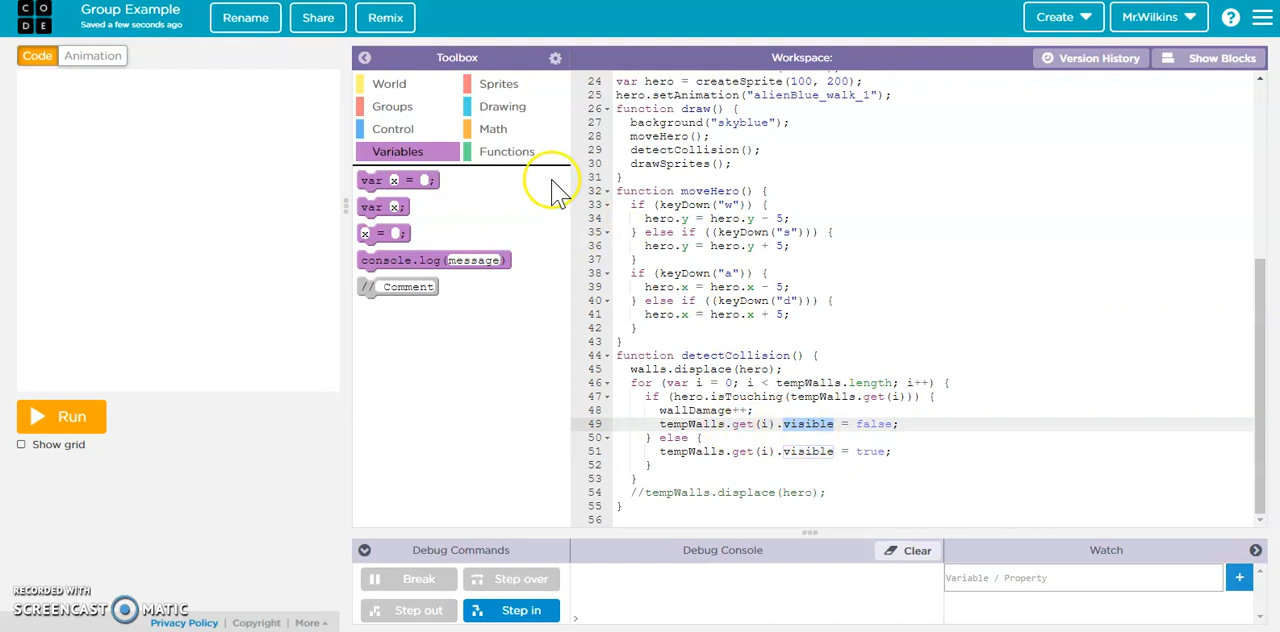 C O
D E
Group Example
Saved a few seconds ago
Rename
Share
Remix
Create
Mr.Wilkins
?
Code
Animation
Toolbox
Workspace:
Version History
Show Blocks
World
Sprites
Groups
Drawing
Control
Math
Variables
Functions
var x = ;
var x;
x = ;
console.log(message)
// Comment
24 var hero = createSprite(100, 200);
25 hero.setAnimation("alienBlue_walk_1");
26 function draw() {
27 background("skyblue");
28 moveHero();
29 detectCollision();
30 drawSprites();
31 }
32 function moveHero() {
33 if (keyDown("w")) {
34 hero.y = hero.y - 5;
35 } else if ((keyDown("s"))) {
36 hero.y = hero.y + 5;
37 }
38 if (keyDown("a")) {
39 hero.x = hero.x - 5;
40 } else if ((keyDown("d"))) {
41 hero.x = hero.x + 5;
42 }
43 }
44 function detectCollision() {
45 walls.displace(hero);
46 for (var i = 0; i < tempWalls.length; i++) {
47 if (hero.isTouching(tempWalls.get(i))) {
48 wallDamage++;
49 tempWalls.get(i).visible = false;
50 } else {
51 tempWalls.get(i).visible = true;
52 }
53 }
54 //tempWalls.displace(hero);
55 }
56
Run
Show grid
Debug Commands
Debug Console
Clear
Watch
Break
Step over
Step out
Step in
Variable / Property
+
>
RECORDED WITH
SCREENCAST MATIC
Privacy Policy | Copyright | More